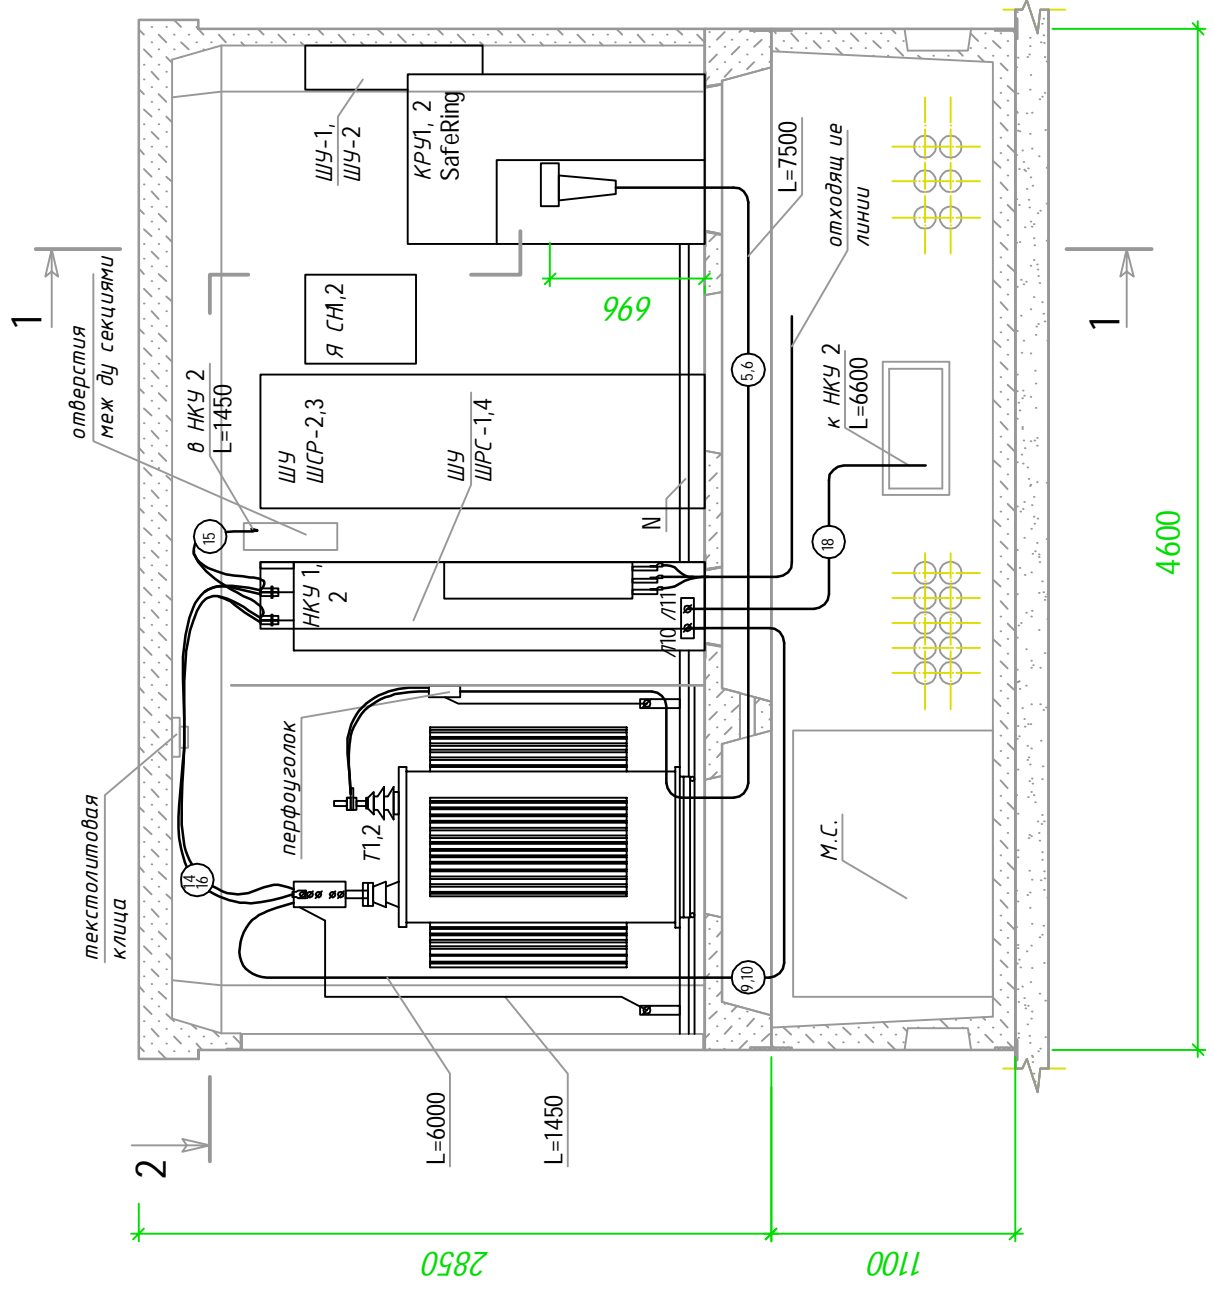 1
отверстия
меж ду секциями
в НКУ 2
L=1450
ШУ-1,
ШУ-2
КРУ1, 2
SafeRing
Я СН1,2
696
L=7500
отходящ ие
линии
1
ШУ
ШСР-2,3
ШУ
ШРС-1,4
5,6
к НКУ 2
L=6600
15
N
18
НКУ 1,
2
Л10 Л11
4600
текстолитовая
клица
перфоуголок
Т1,2
14
16
М.С.
9,10
2
L=6000
L=1450
2850
1100